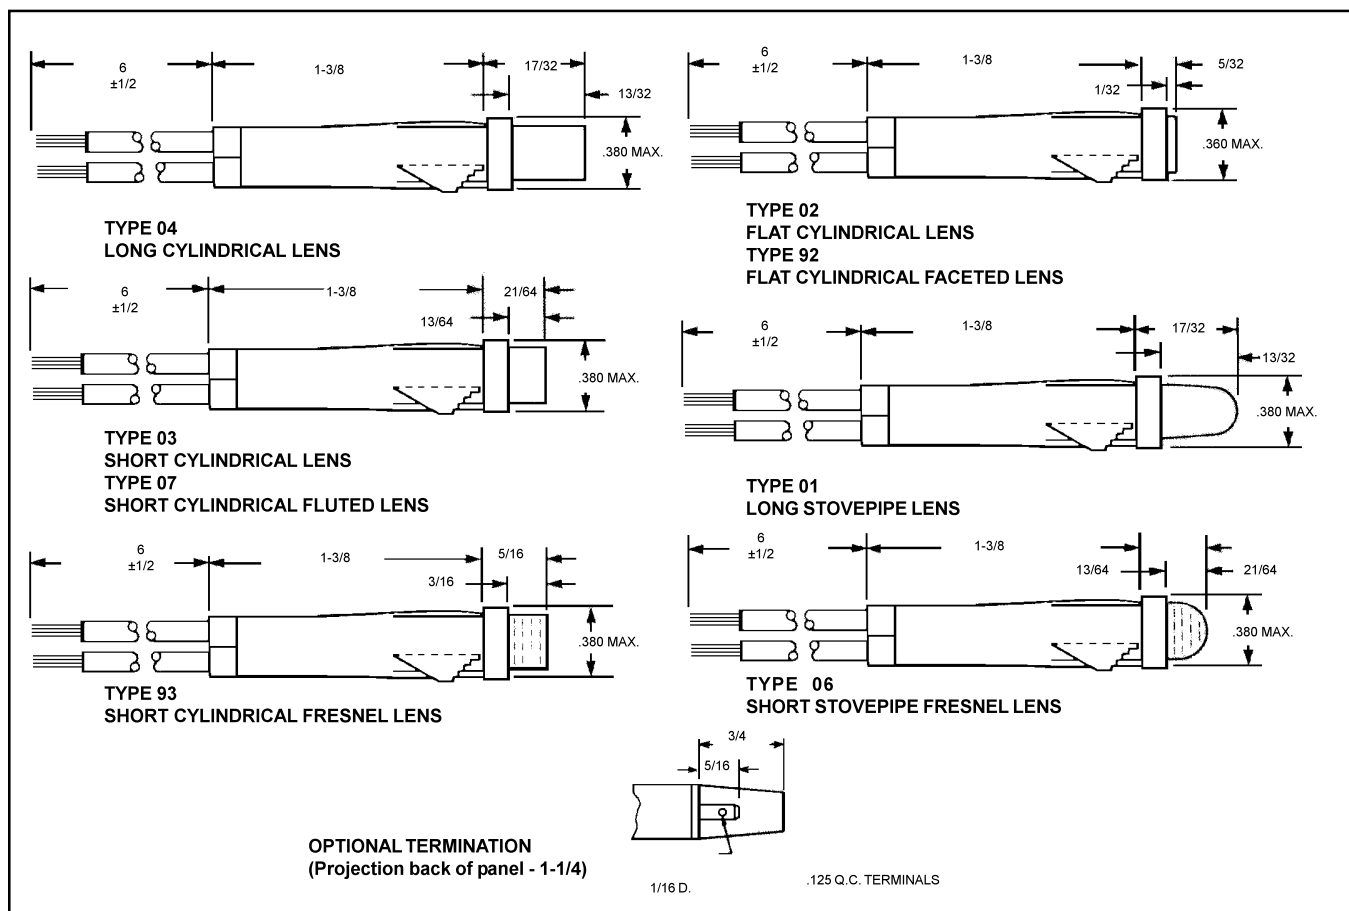 6
±1/2
1-3/8
17/32
13/32
.380 MAX.
TYPE 04
LONG CYLINDRICAL LENS
6
±1/2
1-3/8
5/32
1/32
.360 MAX.
TYPE 02
FLAT CYLINDRICAL LENS
TYPE 92
FLAT CYLINDRICAL FACETED LENS
6
±1/2
1-3/8
21/64
13/64
.380 MAX.
TYPE 03
SHORT CYLINDRICAL LENS
TYPE 07
SHORT CYLINDRICAL FLUTED LENS
6
±1/2
1-3/8
17/32
13/32
.380 MAX.
TYPE 01
LONG STOVEPIPE LENS
6
±1/2
1-3/8
5/16
3/16
.380 MAX.
TYPE 93
SHORT CYLINDRICAL FRESNEL LENS
6
±1/2
1-3/8
13/64
21/64
.380 MAX.
TYPE 06
SHORT STOVEPIPE FRESNEL LENS
3/4
5/16
OPTIONAL TERMINATION
(Projection back of panel - 1-1/4)
1/16 D.
.125 Q.C. TERMINALS